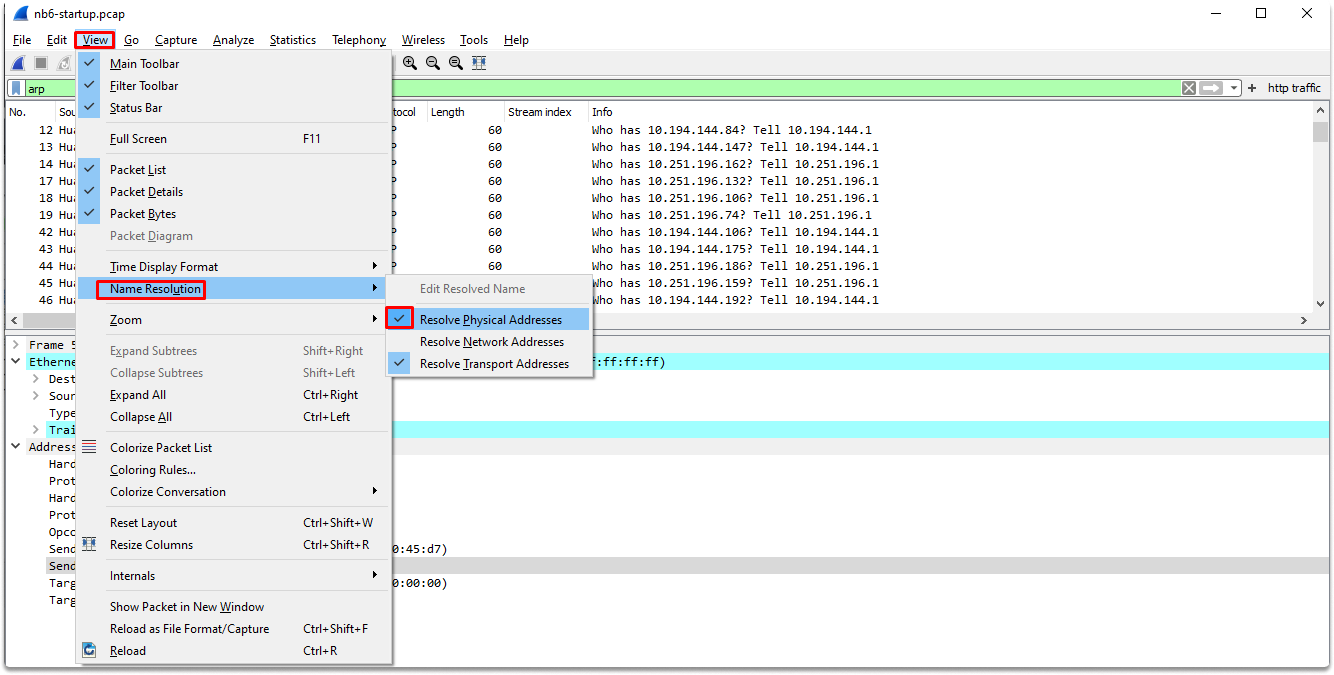 nb6-startup.pcap
File Edit View Go Capture Analyze Statistics Telephony Wireless Tools Help
arp
http traffic
No. Sou tocol Length Stream index Info
12 Hua P 60 Who has 10.194.144.84? Tell 10.194.144.1
13 Hua P 60 Who has 10.194.144.147? Tell 10.194.144.1
14 Hua P 60 Who has 10.251.196.162? Tell 10.251.196.1
17 Hua P 60 Who has 10.251.196.132? Tell 10.251.196.1
18 Hua P 60 Who has 10.251.196.106? Tell 10.251.196.1
19 Hua P 60 Who has 10.251.196.74? Tell 10.251.196.1
42 Hua P 60 Who has 10.194.144.106? Tell 10.194.144.1
43 Hua P 60 Who has 10.194.144.175? Tell 10.194.144.1
44 Hua P 60 Who has 10.251.196.186? Tell 10.251.196.1
45 Hua Who has 10.251.196.159? Tell 10.251.196.1
46 Hua Who has 10.194.144.192? Tell 10.194.144.1
Main Toolbar
Filter Toolbar
Status Bar
Full Screen F11
Packet List
Packet Details
Packet Bytes
Packet Diagram
Time Display Format
Name Resolution
Zoom
Expand Subtrees Shift+Right
Collapse Subtrees Shift+Left
Expand All Ctrl+Right
Collapse All Ctrl+Left
Colorize Packet List
Coloring Rules...
Colorize Conversation
Reset Layout Ctrl+Shift+W
Resize Columns Ctrl+Shift+R
Internals
Show Packet in New Window
Reload as File Format/Capture Ctrl+Shift+F
Reload Ctrl+R
Edit Resolved Name
Resolve Physical Addresses
Resolve Network Addresses
Resolve Transport Addresses
Frame 5
Etherne f:ff:ff:ff)
Dest
Sour
Type
Trai
Address
Hard
Prot
Hard
Prot
Opco
Send 0:45:d7)
Send
Targ 0:00:00)
Targ